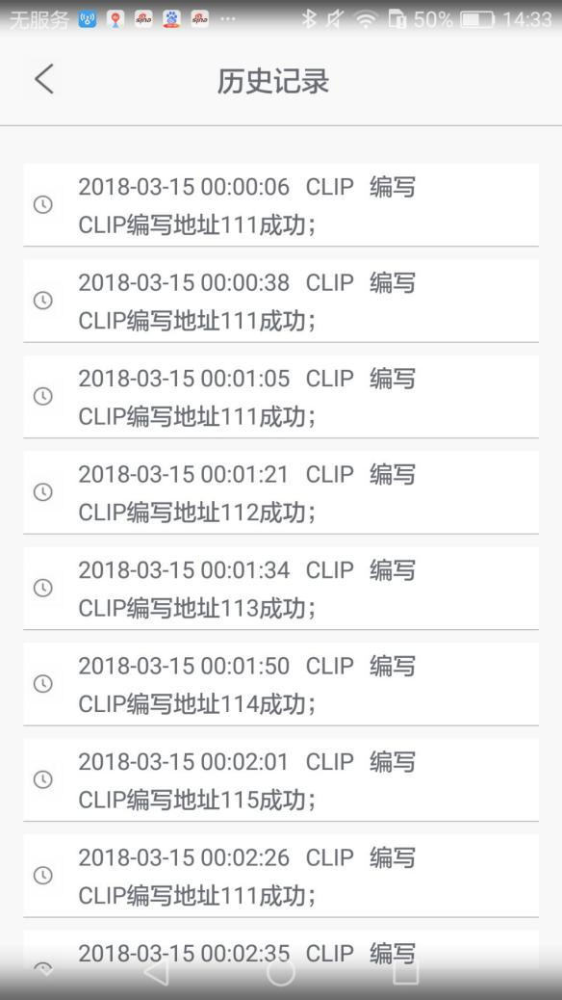 无服务 50% 14:33
历史记录
2018-03-15 00:00:06 CLIP 编写
CLIP编写地址111成功;
2018-03-15 00:00:38 CLIP 编写
CLIP编写地址111成功;
2018-03-15 00:01:05 CLIP 编写
CLIP编写地址111成功;
2018-03-15 00:01:21 CLIP 编写
CLIP编写地址112成功;
2018-03-15 00:01:34 CLIP 编写
CLIP编写地址113成功;
2018-03-15 00:01:50 CLIP 编写
CLIP编写地址114成功;
2018-03-15 00:02:01 CLIP 编写
CLIP编写地址115成功;
2018-03-15 00:02:26 CLIP 编写
CLIP编写地址111成功;
2018-03-15 00:02:35 CLIP 编写